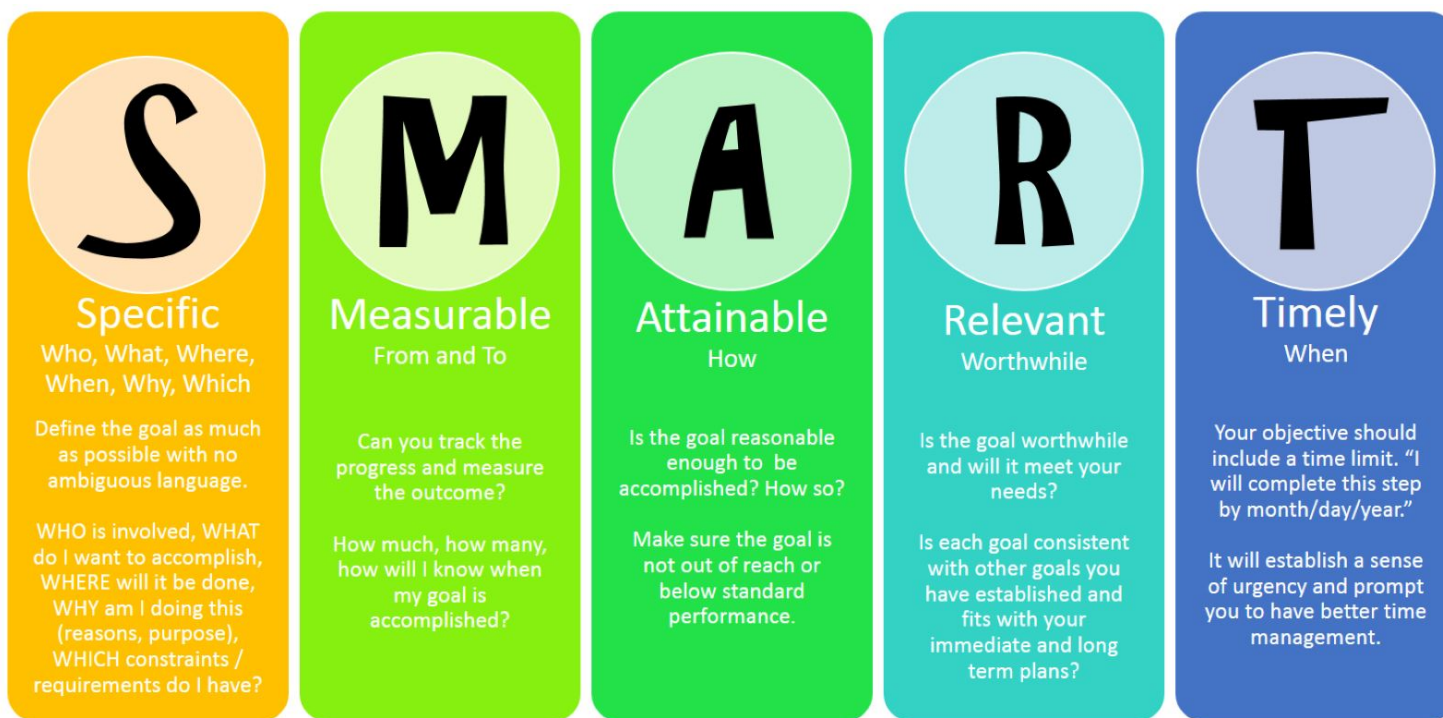 S
Specific
Who, What, Where,
When, Why, Which
Define the goal as much
as possible with no
ambiguous language.
WHO is involved, WHAT
do I want to accomplish,
WHERE will it be done,
WHY am I doing this
(reasons, purpose),
WHICH constraints /
requirements do I have?
M
Measurable
From and To
Can you track the
progress and measure
the outcome?
How much, how many,
how will I know when
my goal is
accomplished?
A
Attainable
How
Is the goal reasonable
enough to  be
accomplished? How so?
Make sure the goal is
not out of reach or
below standard
performance.
R
Relevant
Worthwhile
Is the goal worthwhile
and will it meet your
needs?
Is each goal consistent
with other goals you
have established and
fits with your
immediate and long
term plans?
T
Timely
When
Your objective should
include a time limit. “I
will complete this step
by month/day/year.”
It will establish a sense
of urgency and prompt
you to have better time
management.